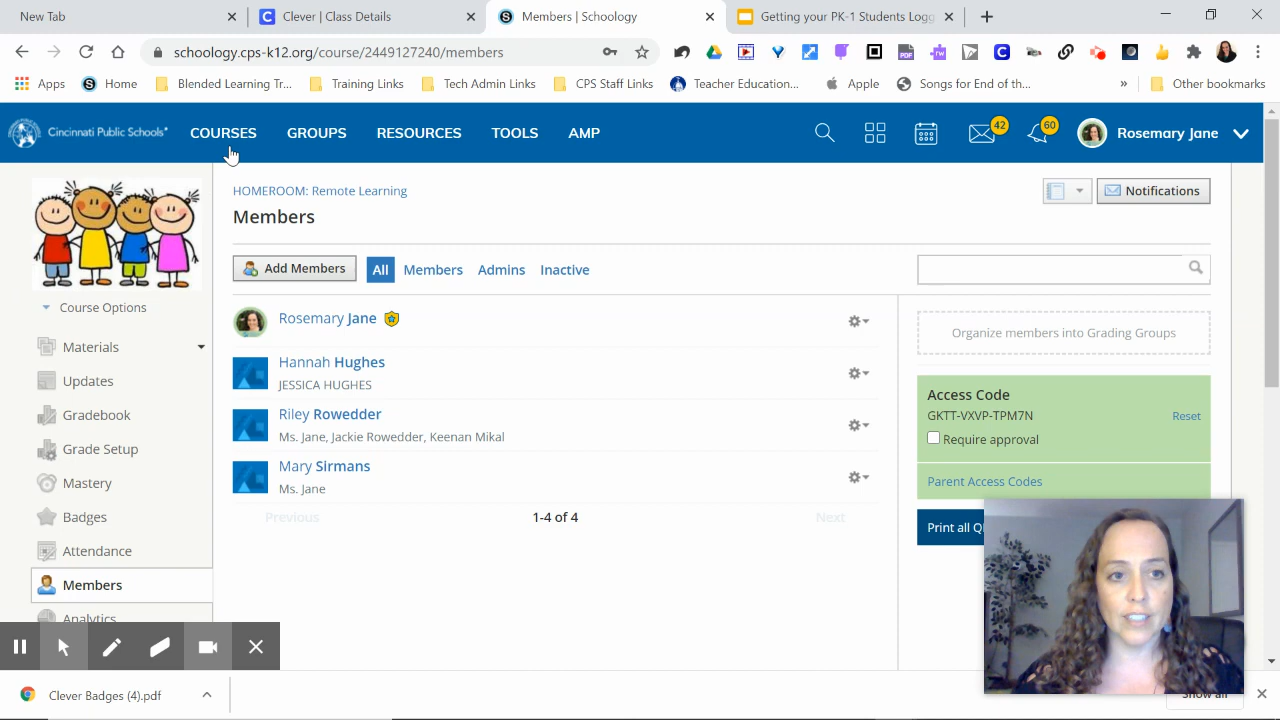 New Tab
Clever | Class Details
Members | Schoology
Getting your PK-1 Students Logg
schoology.cps-k12.org/course/2449127240/members
Apps
Home
Blended Learning Tr...
Training Links
Tech Admin Links
CPS Staff Links
Teacher Education...
Apple
Songs for End of th...
»
Other bookmarks
Cincinnati Public Schools
COURSES
GROUPS
RESOURCES
TOOLS
AMP
42
60
Rosemary Jane
HOMEROOM: Remote Learning
Members
Notifications
Add Members
All
Members
Admins
Inactive
Course Options
Materials
Updates
Gradebook
Grade Setup
Mastery
Badges
Attendance
Members
Analytics
Rosemary Jane
Hannah Hughes
JESSICA HUGHES
Riley Rowedder
Ms. Jane, Jackie Rowedder, Keenan Mikal
Mary Sirmans
Ms. Jane
Previous
1-4 of 4
Next
Organize members into Grading Groups
Access Code
GKTT-VXVP-TPM7N
Reset
Require approval
Parent Access Codes
Print all Q
Clever Badges (4).pdf
Show all